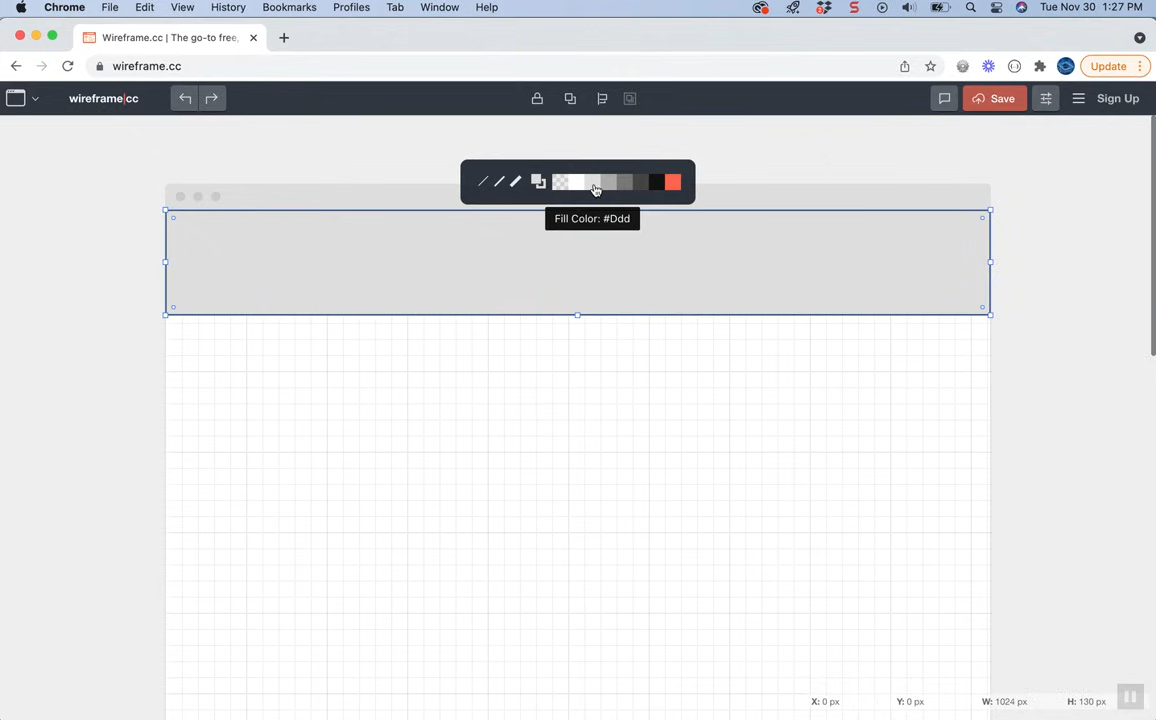 Chrome File Edit View History Bookmarks Profiles Tab Window Help Tue Nov 30 1:27 PM
Wireframe.cc | The go-to free,
wireframe.cc Update
wireframe|cc Save Sign Up
Fill Color: #Ddd
X: 0 px Y: 0 px W: 1024 px H: 130 px